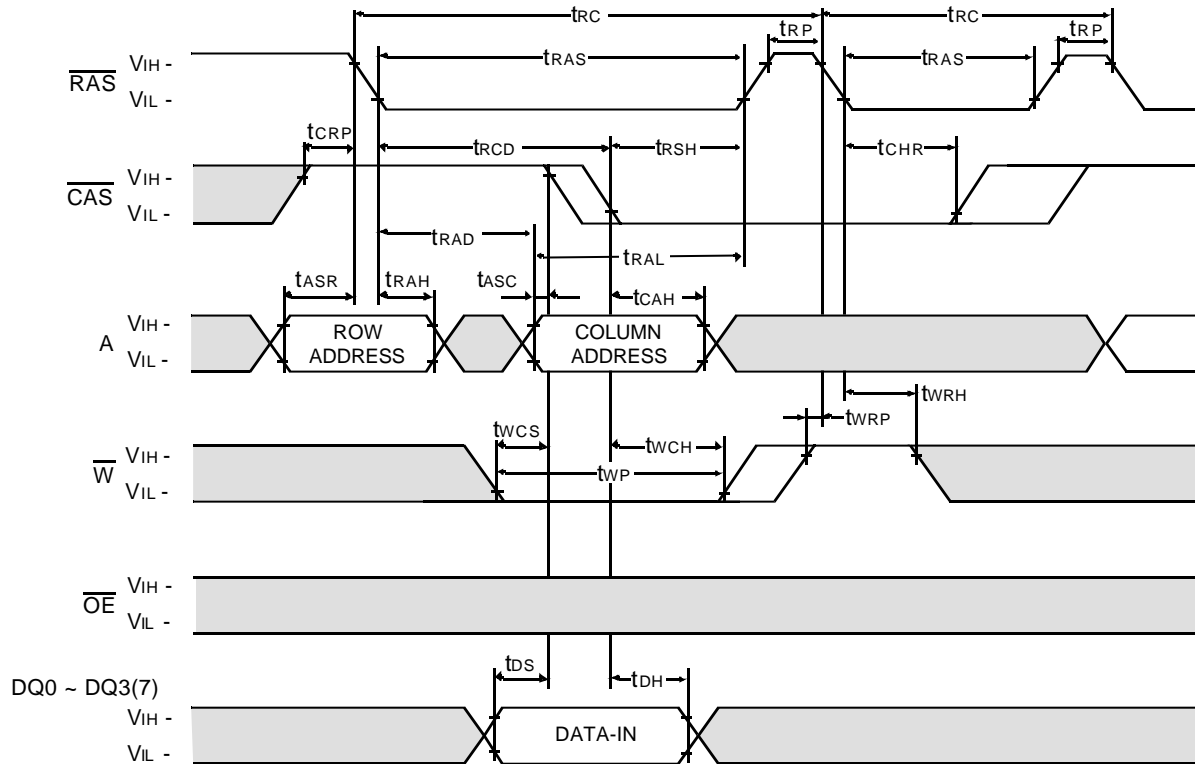 tRC tRC
tRP tRP
tRAS tRAS
RAS VIH -
VIL -
tCRP tRCD tRSH tCHR
CAS VIH -
VIL -
tRAD tRAL
tASR tRAH tASC tCAH
A VIH -
VIL -
ROW
ADDRESS
COLUMN
ADDRESS
tWRH
tWRP
tWCS tWCH
tWP
W VIH -
VIL -
OE VIH -
VIL -
tDS tDH
DQ0 ~ DQ3(7)
VIH -
VIL -
DATA-IN